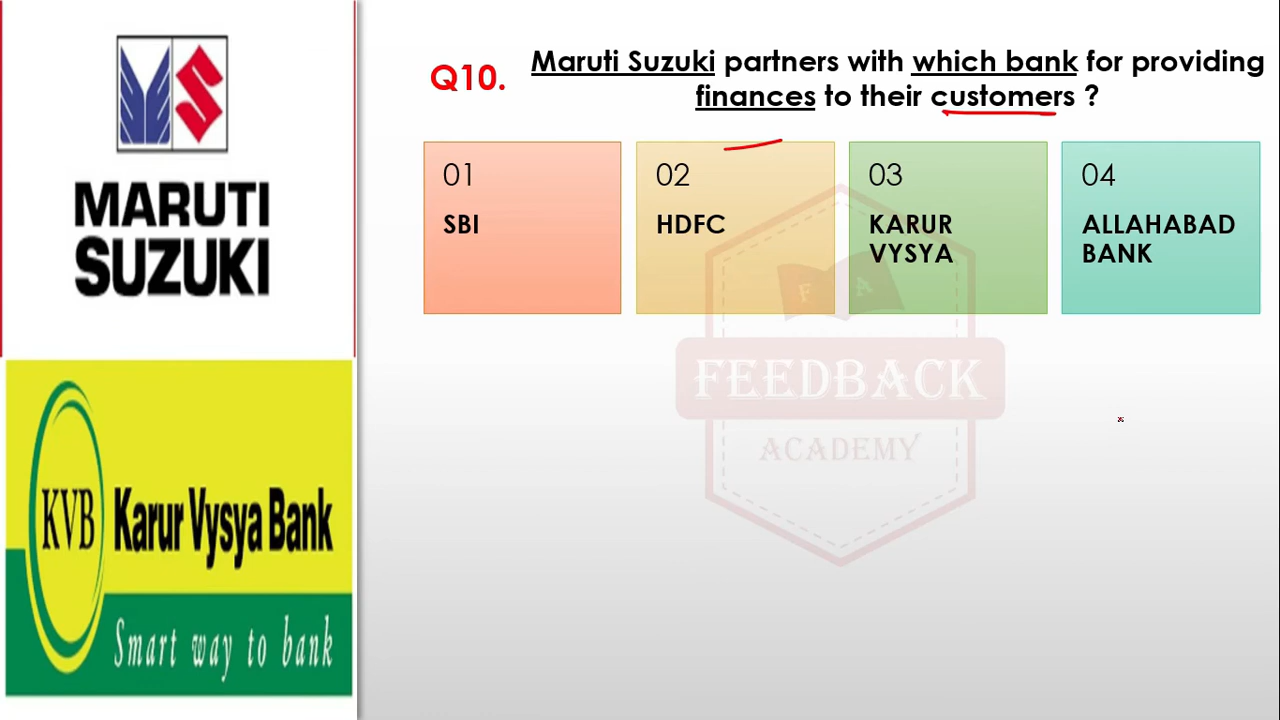 MARUTI
SUZUKI
KVB Karur Vysya Bank
Smart way to bank
Q10. Maruti Suzuki partners with which bank for providing
finances to their customers ?
01
SBI
02
HDFC
03
KARUR
VYSYA
04
ALLAHABAD
BANK
F A
FEEDBACK
ACADEMY